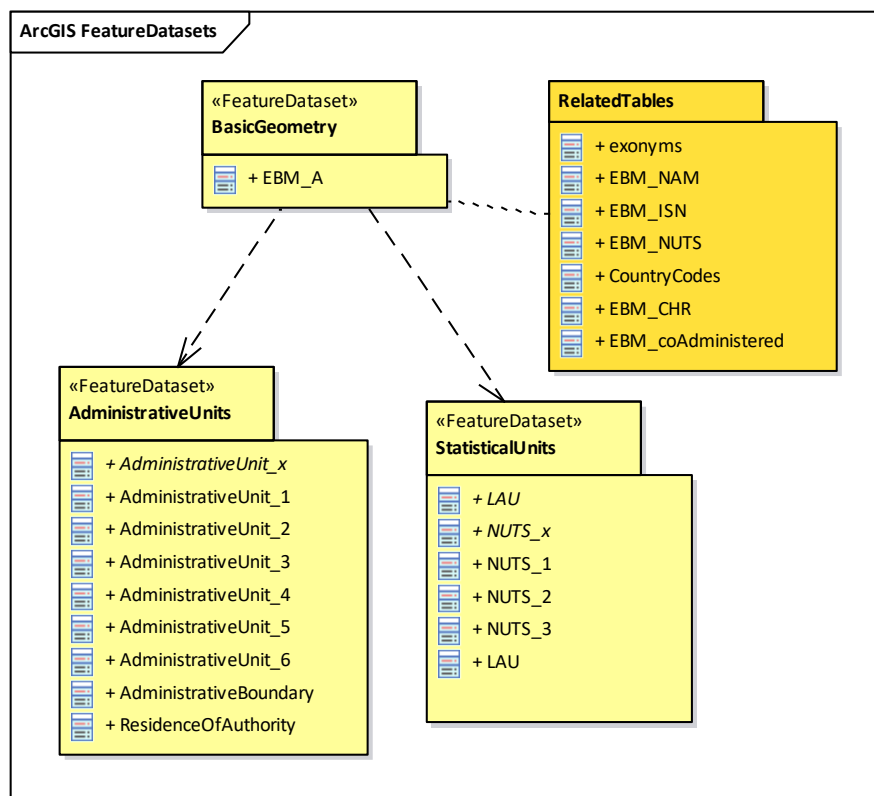 ArcGIS FeatureDatasets
«FeatureDataset»
BasicGeometry
+ EBM_A
RelatedTables
+ exonyms
+ EBM_NAM
+ EBM_ISN
+ EBM_NUTS
+ CountryCodes
+ EBM_CHR
+ EBM_coAdministered
«FeatureDataset»
AdministrativeUnits
+ AdministrativeUnit_x
+ AdministrativeUnit_1
+ AdministrativeUnit_2
+ AdministrativeUnit_3
+ AdministrativeUnit_4
+ AdministrativeUnit_5
+ AdministrativeUnit_6
+ AdministrativeBoundary
+ ResidenceOfAuthority
«FeatureDataset»
StatisticalUnits
+ LAU
+ NUTS_x
+ NUTS_1
+ NUTS_2
+ NUTS_3
+ LAU